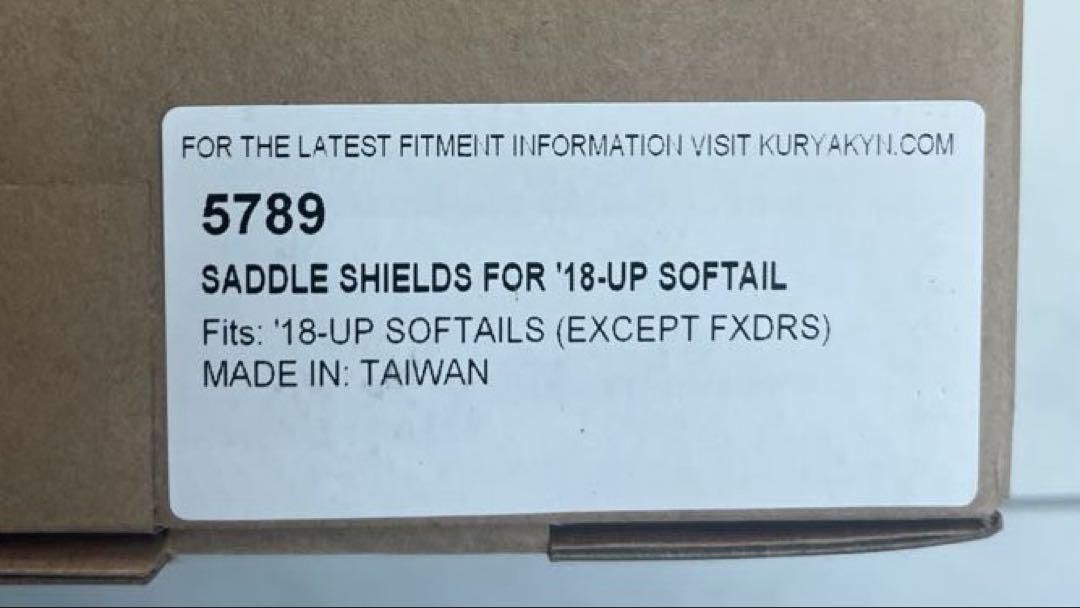 FOR THE LATEST FITMENT INFORMATION VISIT KURYAKYN.COM
5789
SADDLE SHIELDS FOR '18-UP SOFTAIL
Fits: '18-UP SOFTAILS (EXCEPT FXDRS)
MADE IN: TAIWAN